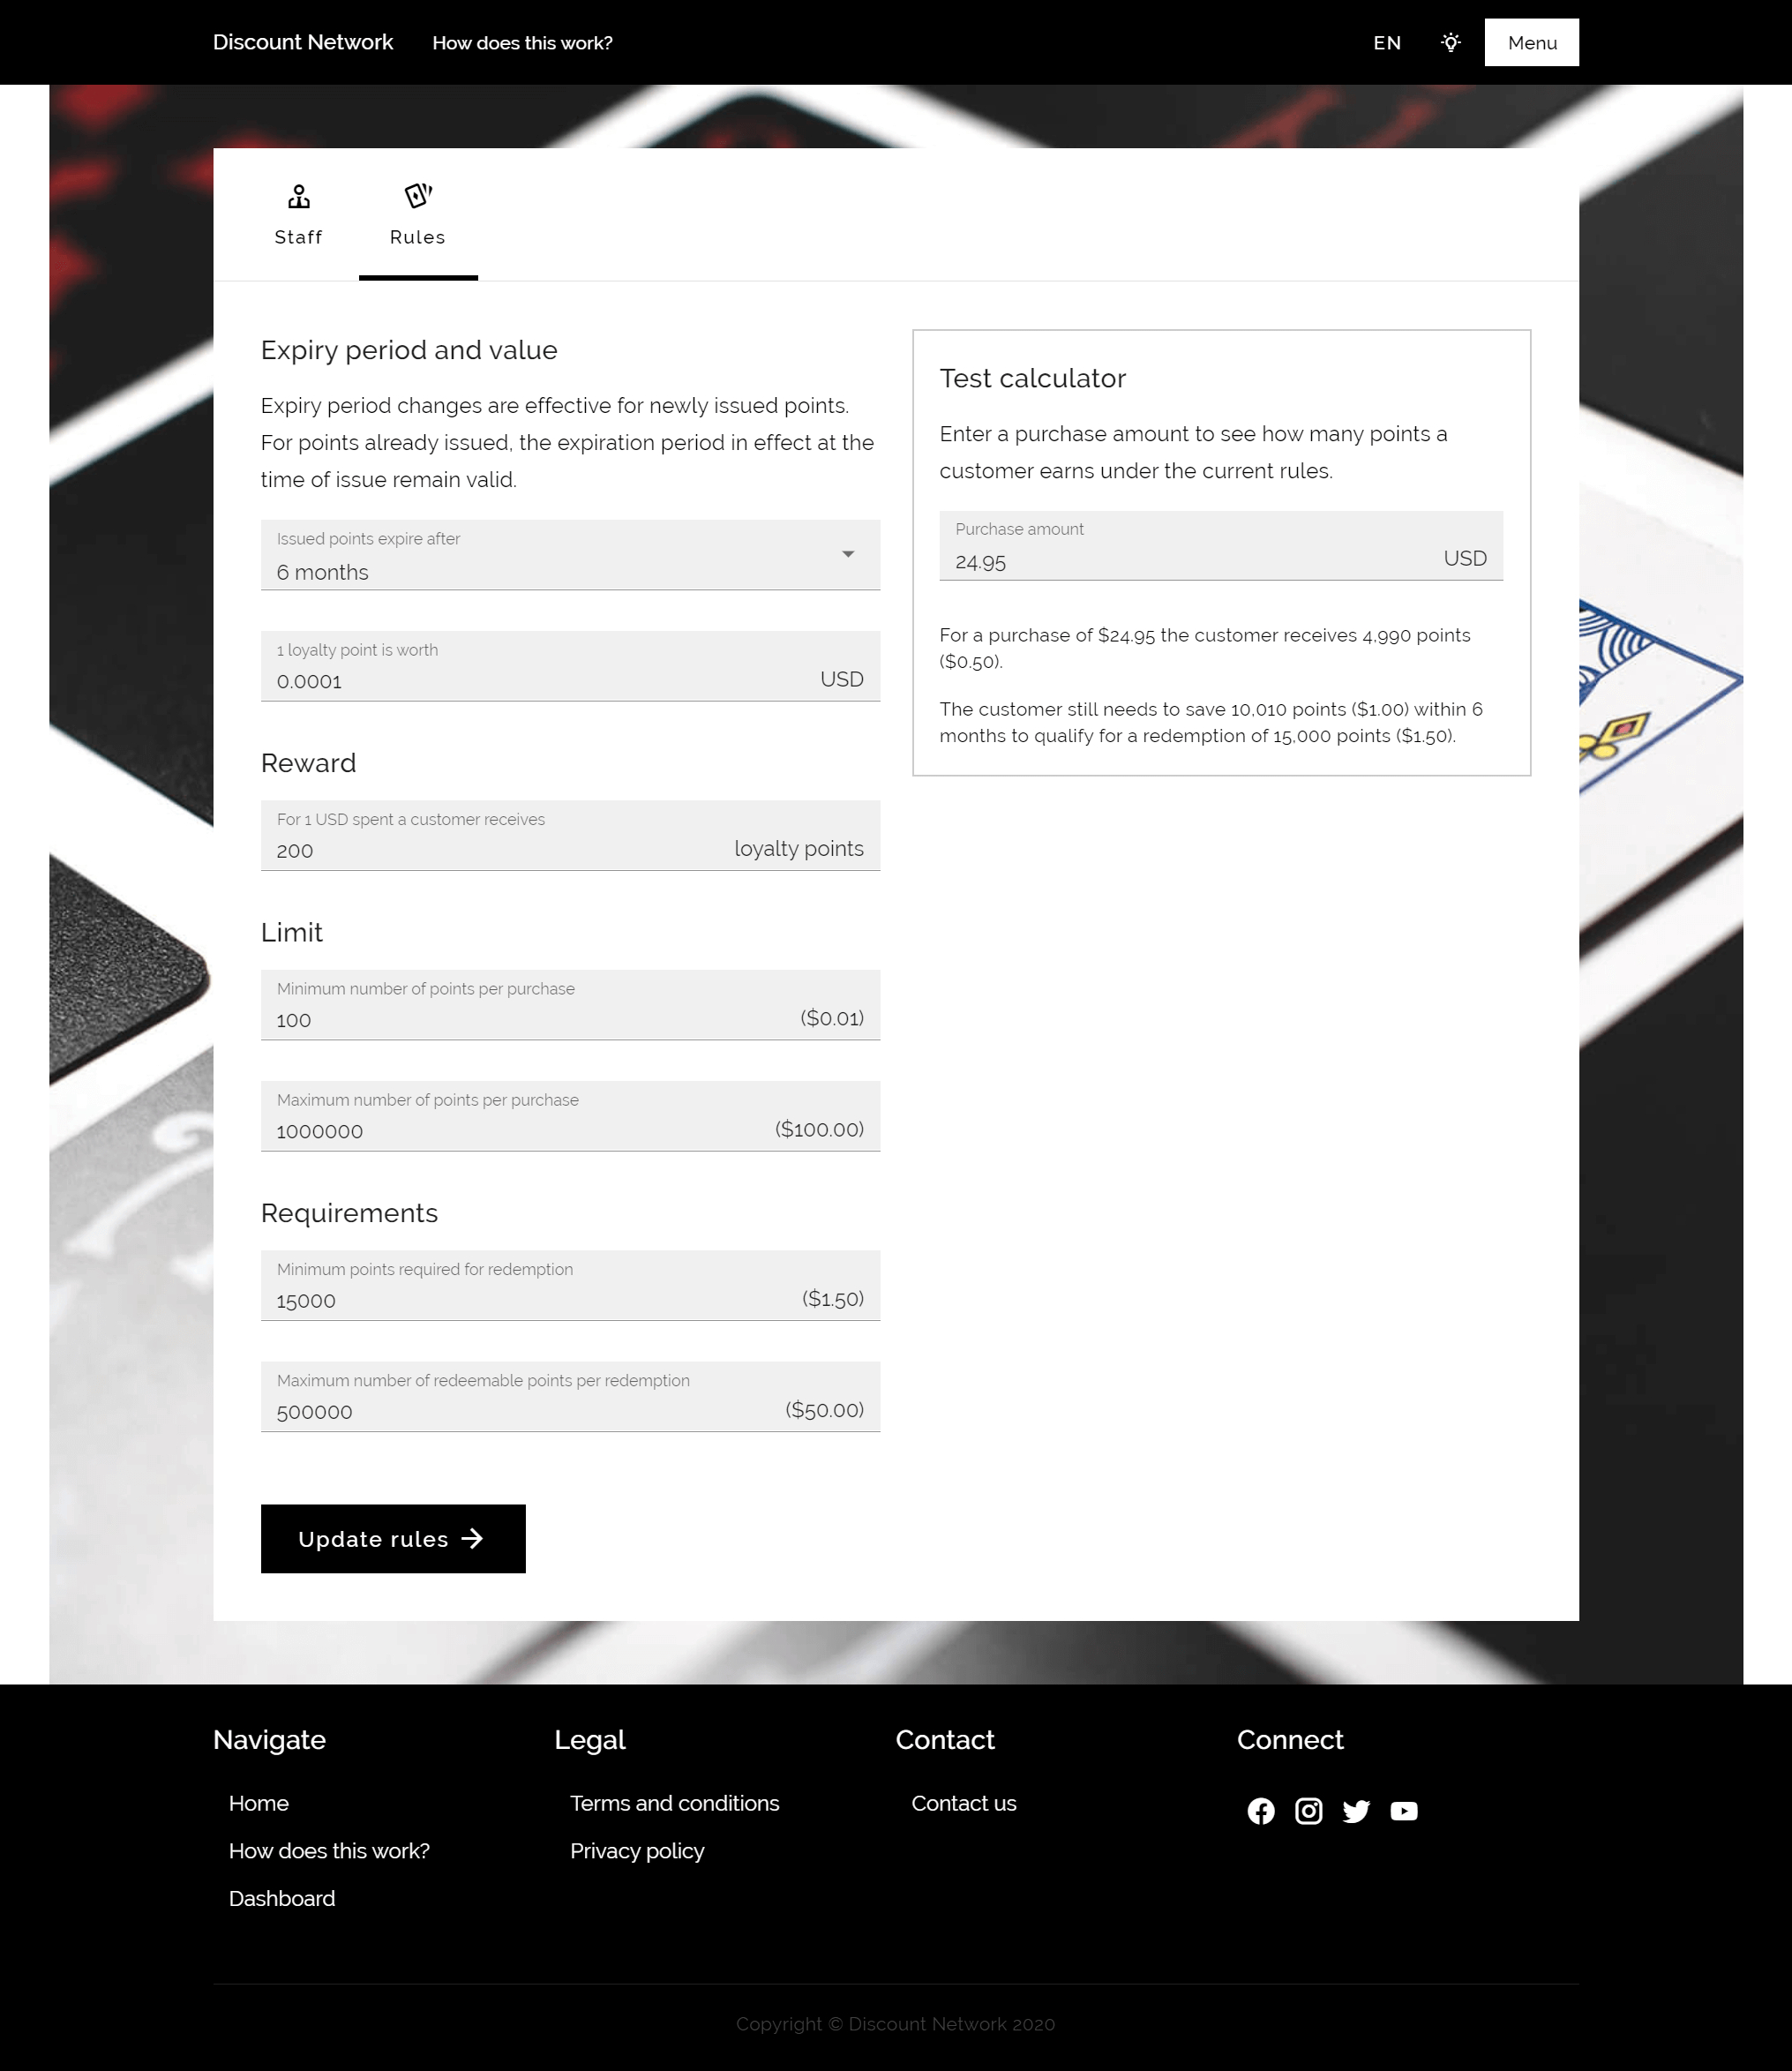 Discount Network
How does this work?
EN
Menu
Staff
Rules
Expiry period and value
Expiry period changes are effective for newly issued points.
For points already issued, the expiration period in effect at the
time of issue remain valid.
Issued points expire after
6 months
1 loyalty point is worth
0.0001
USD
Reward
For 1 USD spent a customer receives
200
loyalty points
Limit
Minimum number of points per purchase
100
($0.01)
Maximum number of points per purchase
1000000
($100.00)
Requirements
Minimum points required for redemption
15000
($1.50)
Maximum number of redeemable points per redemption
500000
($50.00)
Update rules
Test calculator
Enter a purchase amount to see how many points a
customer earns under the current rules.
Purchase amount
24.95
USD
For a purchase of $24.95 the customer receives 4,990 points
($0.50).
The customer still needs to save 10,010 points ($1.00) within 6
months to qualify for a redemption of 15,000 points ($1.50).
Navigate
Home
How does this work?
Dashboard
Legal
Terms and conditions
Privacy policy
Contact
Contact us
Connect
Copyright © Discount Network 2020